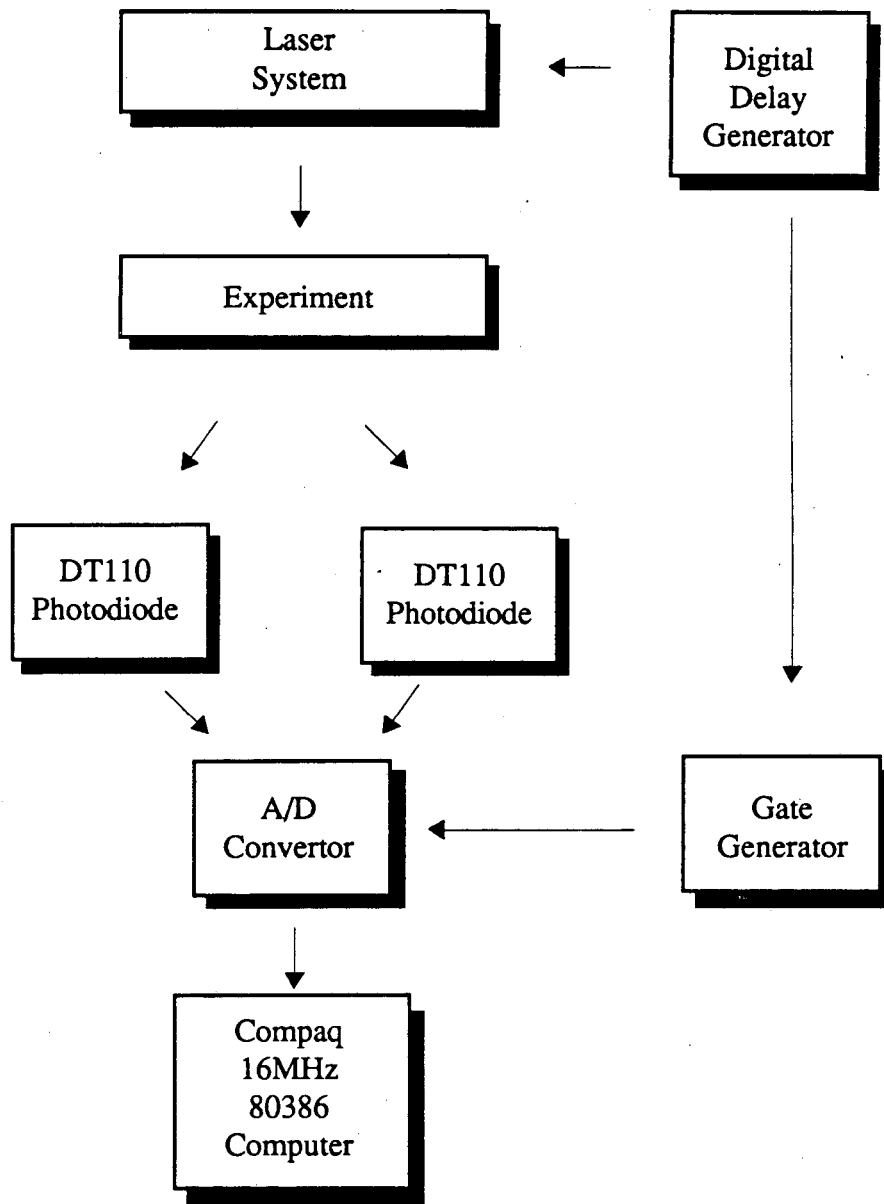 Laser
System
Digital
Delay
Generator
Experiment
DT110
Photodiode
DT110
Photodiode
A/D
Convertor
Gate
Generator
Compaq
16MHz
80386
Computer